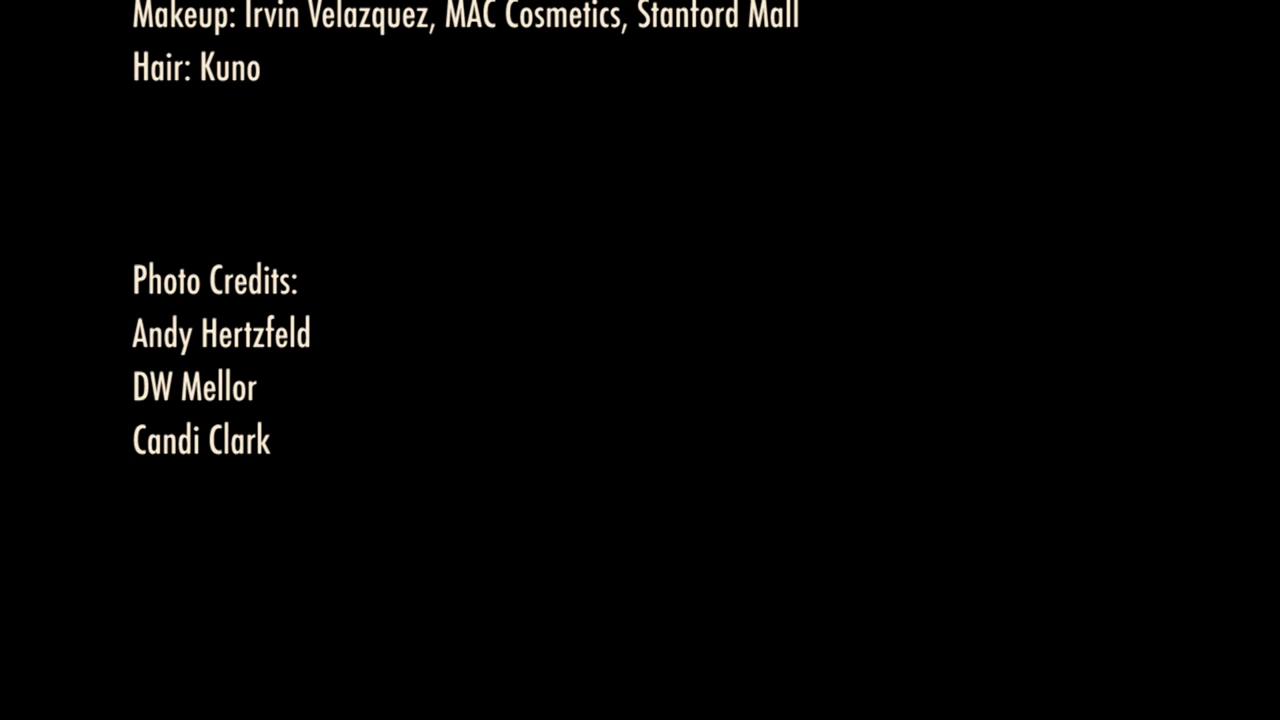 Makeup: Irvin Velazquez, MAC Cosmetics, Stanford Mall
Hair: Kuno
Photo Credits:
Andy Hertzfeld
DW Mellor
Candi Clark